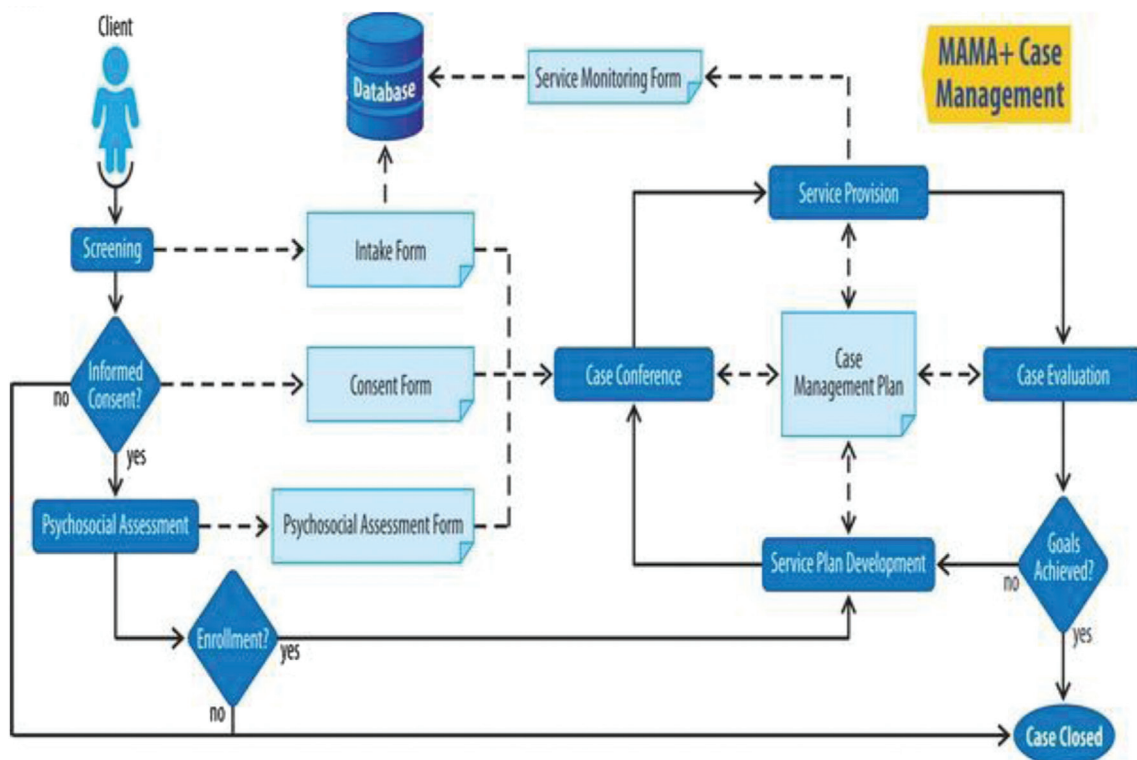 Client
Database
Service Monitoring Form
MAMA+ Case
Management
Service Provision
Screening
Intake Form
Informed
Consent?
no
yes
Consent Form
Case Conference
Case
Management Plan
Case Evaluation
Psychosocial Assessment
Psychosocial Assessment Form
Service Plan Development
no
Goals
Achieved?
yes
Enrollment?
yes
no
Case Closed